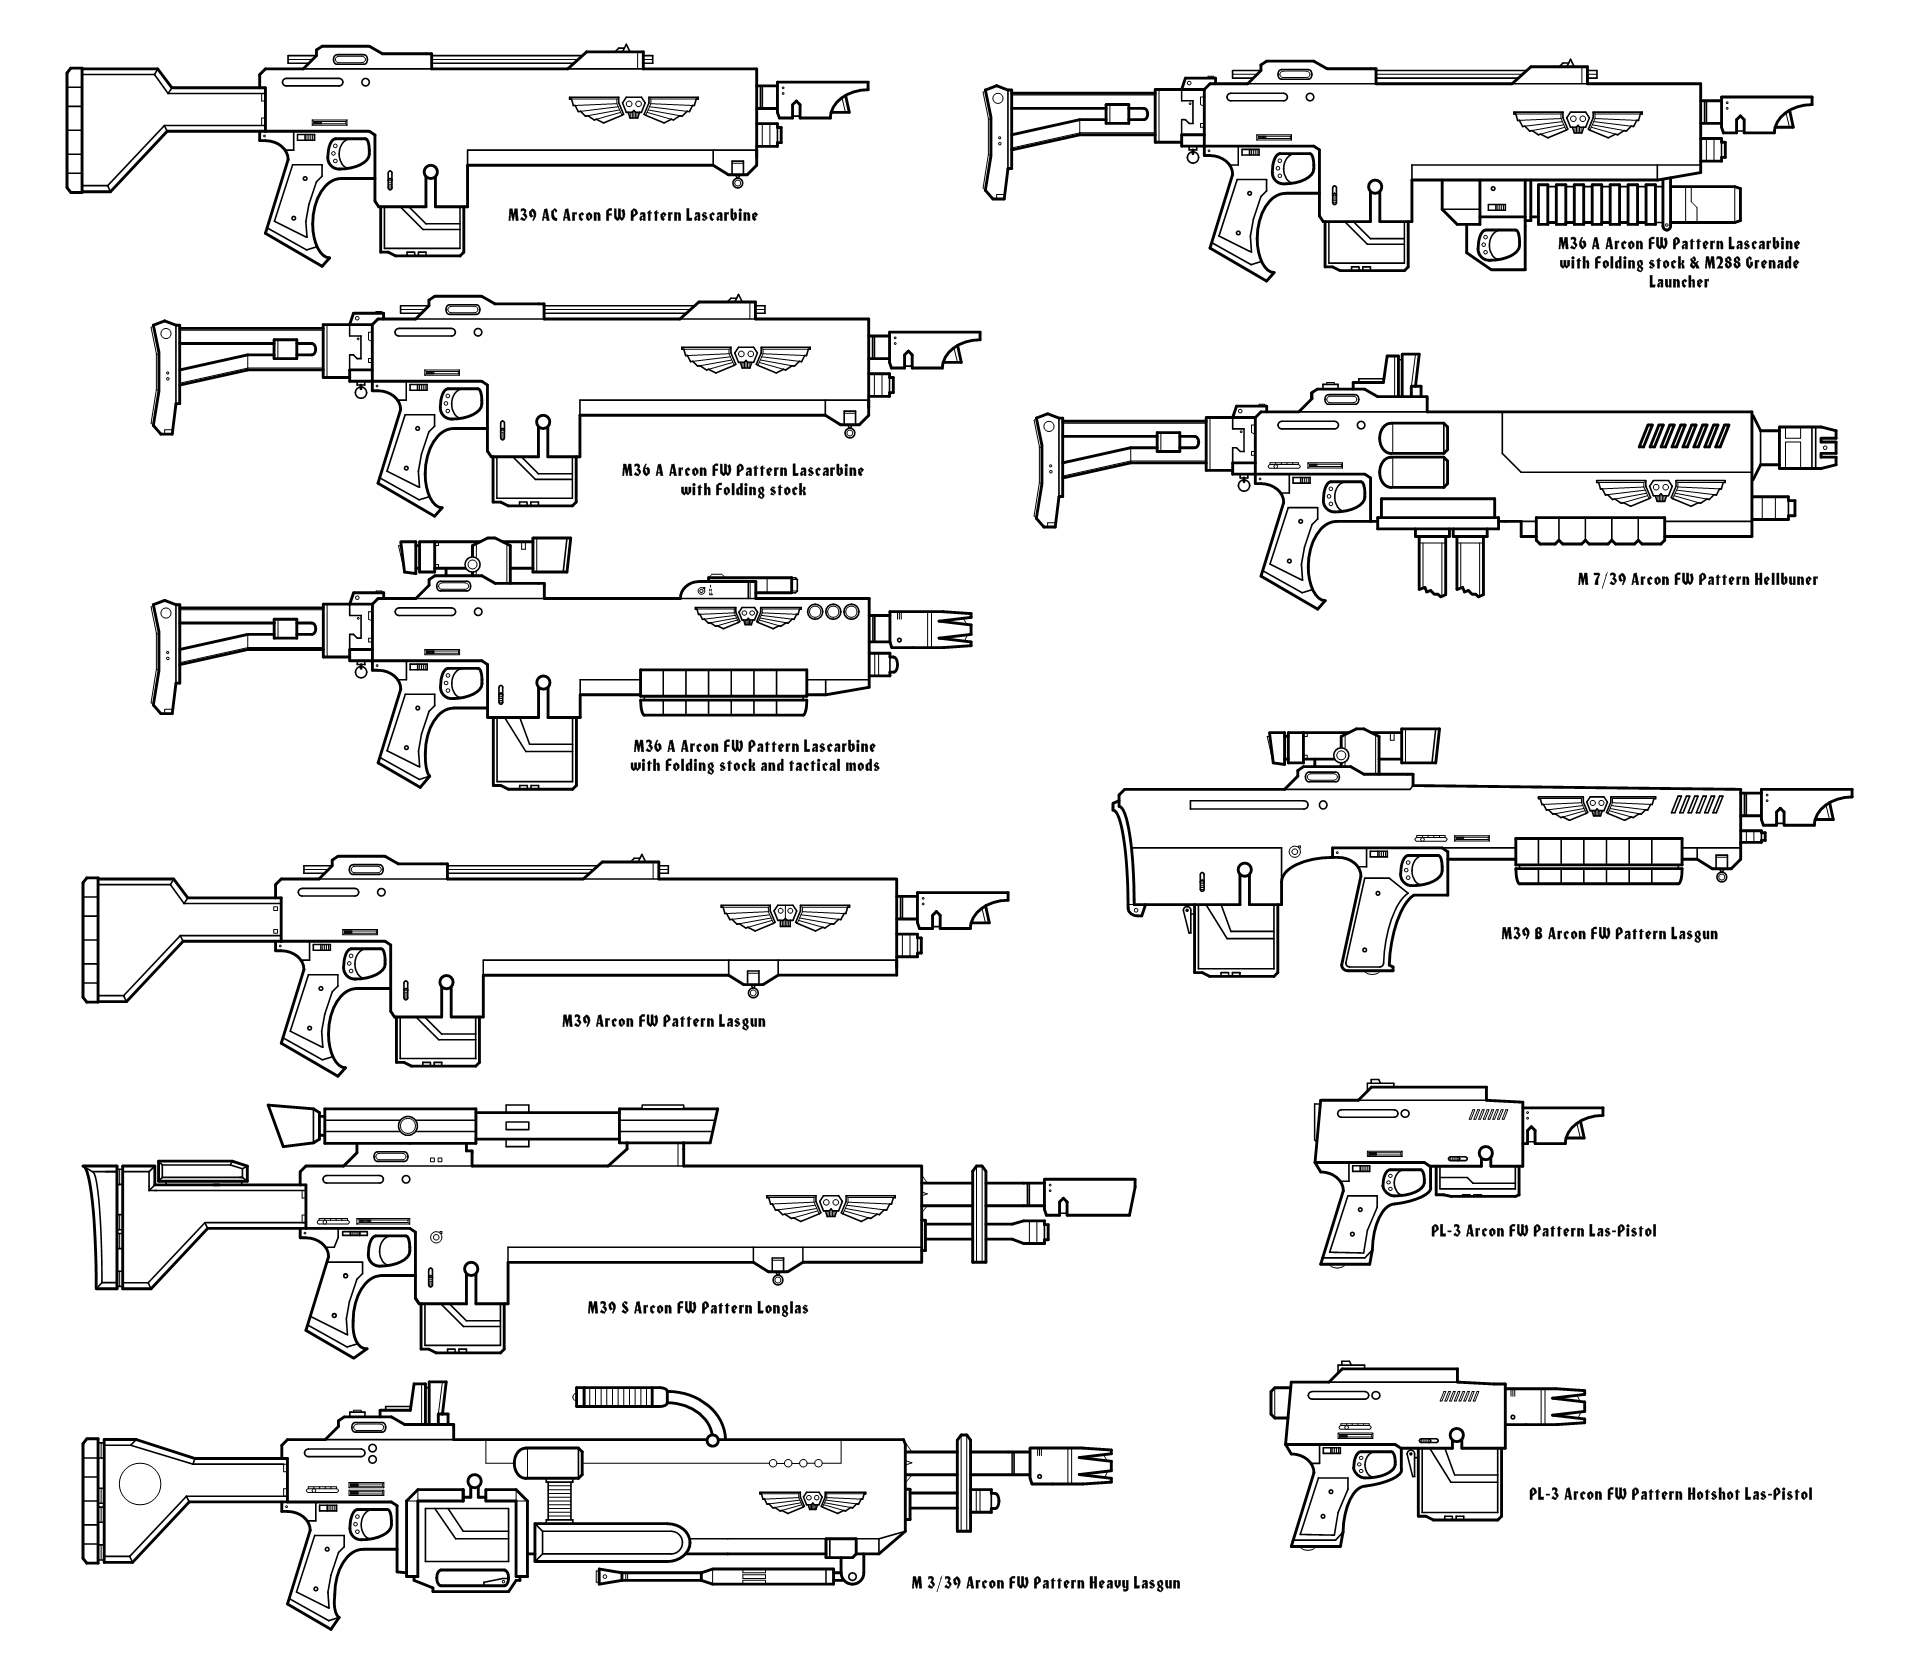 M39 AC Arcon FW Pattern Lascarbine
M36 A Arcon FW Pattern Lascarbine
with Folding stock & M288 Grenade
Launcher
M36 A Arcon FW Pattern Lascarbine
with Folding stock
M 7/39 Arcon FW Pattern Hellbuner
M36 A Arcon FW Pattern Lascarbine
with Folding stock and tactical mods
M39 B Arcon FW Pattern Lasgun
M39 Arcon FW Pattern Lasgun
PL-3 Arcon FW Pattern Las-Pistol
M39 S Arcon FW Pattern Longlas
PL-3 Arcon FW Pattern Hotshot Las-Pistol
M 3/39 Arcon FW Pattern Heavy Lasgun